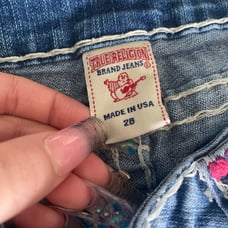 TRUE RELIGION
BRAND JEANS
MADE IN USA
28